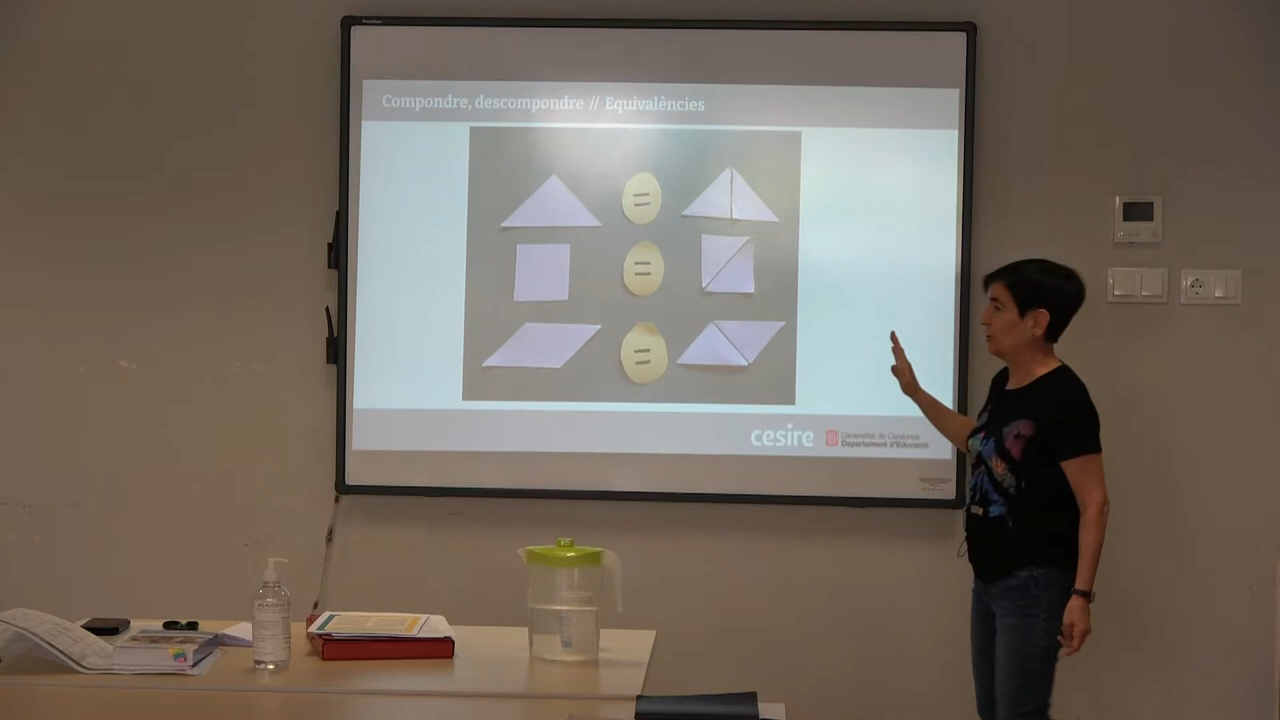 Compondre, descompondre // Equivalències
=
=
=
cesire
Generalitat de Catalunya
Departament d'Educació